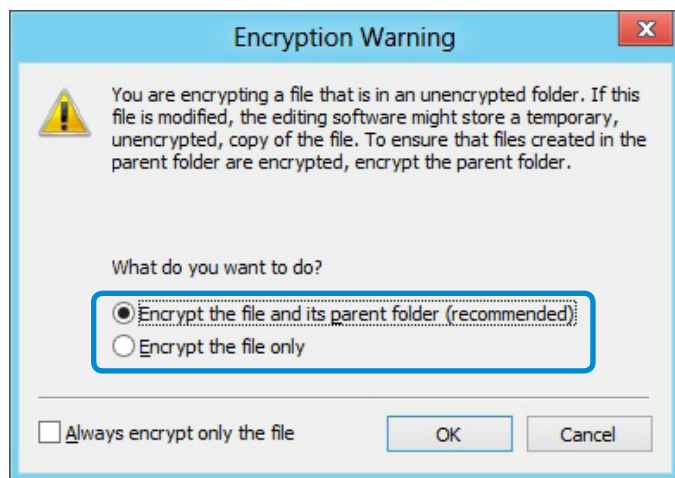 Encryption Warning
You are encrypting a file that is in an unencrypted folder. If this
file is modified, the editing software might store a temporary,
unencrypted, copy of the file. To ensure that files created in the
parent folder are encrypted, encrypt the parent folder.
What do you want to do?
Encrypt the file and its parent folder (recommended)
Encrypt the file only
Always encrypt only the file
OK
Cancel